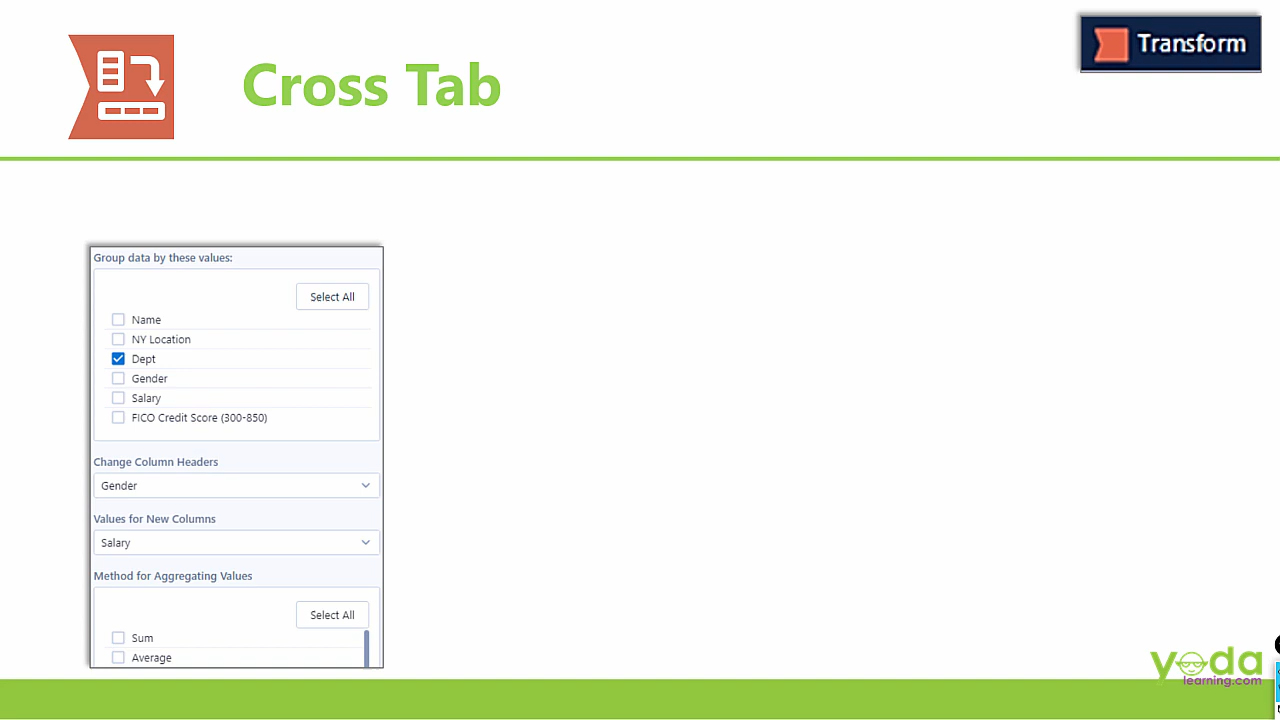 Transform
Cross Tab
Group data by these values:
Select All
Name
NY Location
Dept
Gender
Salary
FICO Credit Score (300-850)
Change Column Headers
Gender
Values for New Columns
Salary
Method for Aggregating Values
Select All
Sum
Average
yoda
learning.com